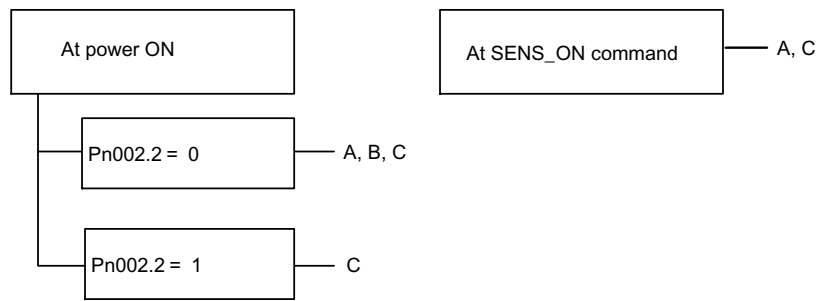 At power ON
At SENS_ON command
A, C
Pn002.2 = 0
A, B, C
Pn002.2 = 1
C